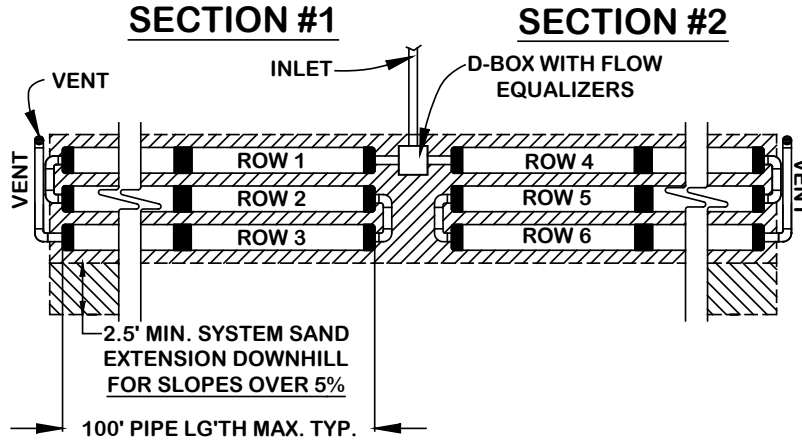 SECTION #1
SECTION #2
INLET
D-BOX WITH FLOW
EQUALIZERS
VENT
VENT
VENT
ROW 1
ROW 4
ROW 2
ROW 5
ROW 3
ROW 6
2.5' MIN. SYSTEM SAND
EXTENSION DOWNHILL
FOR SLOPES OVER 5%
100' PIPE LG'TH MAX. TYP.